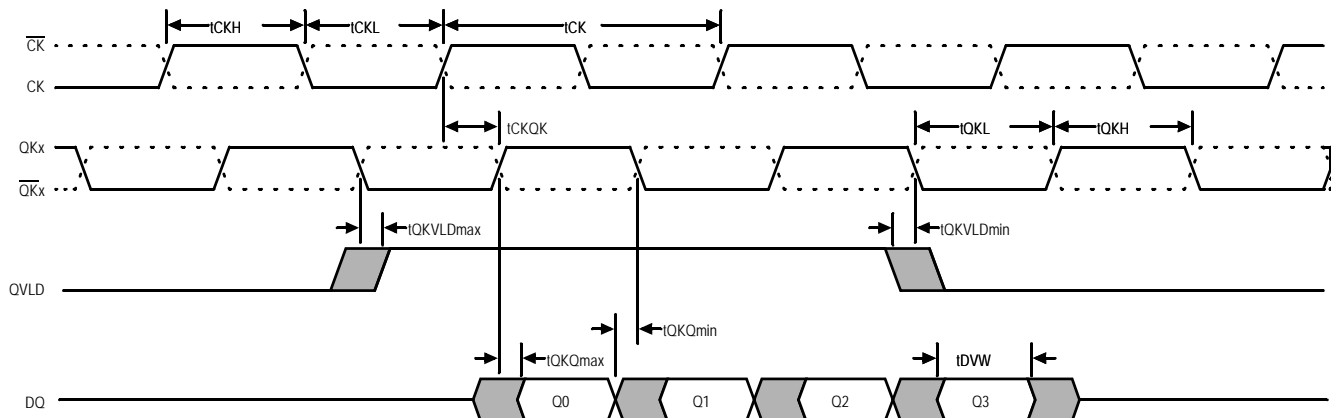 tCKH tCKL tCK
CK
CK
tCKQK tQKL tQKH
QKx
QKx
tQKVLDmax tQKVLDmin
QVLD
tQKQmin
tQKQmax tDVW
DQ Q0 Q1 Q2 Q3